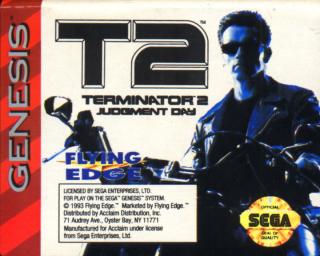 GENESIS
T2™
TERMINATOR 2
JUDGMENT DAY
FLYING
EDGE™
LICENSED BY SEGA ENTERPRISES, LTD.
FOR PLAY ON THE SEGA™ GENESIS™ SYSTEM.
© 1993 Flying Edge.™ Marketed by Flying Edge.™
Distributed by Acclaim Distribution, Inc.
71 Audrey Ave., Oyster Bay, NY 11771
Manufactured for Acclaim under license
from Sega Enterprises, Ltd.
OFFICIAL
SEGA
SEAL OF
QUALITY